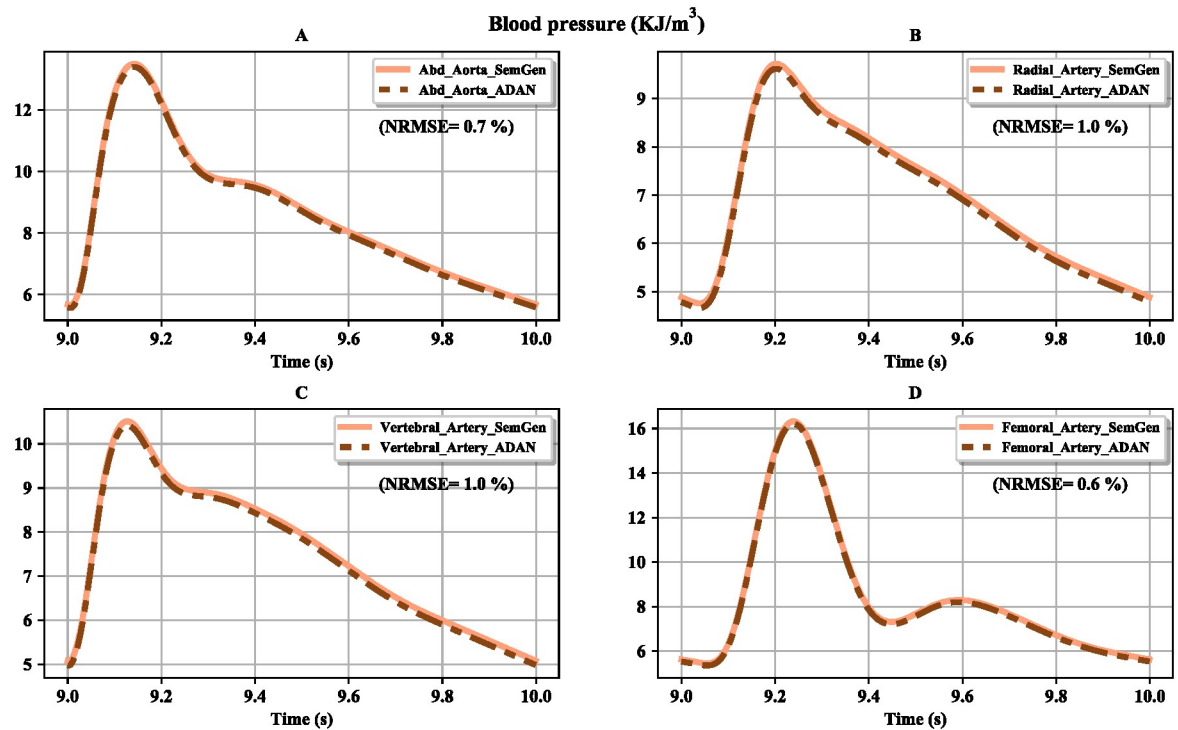 Blood pressure (KJ/m³)
A
Abd_Aorta_SemGen
Abd_Aorta_ADAN
(NRMSE= 0.7 %)
12
10
8
6
9.0 9.2 9.4 9.6 9.8 10.0
Time (s)
B
Radial_Artery_SemGen
Radial_Artery_ADAN
(NRMSE= 1.0 %)
9
8
7
6
5
9.0 9.2 9.4 9.6 9.8 10.0
Time (s)
C
Vertebral_Artery_SemGen
Vertebral_Artery_ADAN
(NRMSE= 1.0 %)
10
9
8
7
6
5
9.0 9.2 9.4 9.6 9.8 10.0
Time (s)
D
Femoral_Artery_SemGen
Femoral_Artery_ADAN
(NRMSE= 0.6 %)
16
14
12
10
8
6
9.0 9.2 9.4 9.6 9.8 10.0
Time (s)